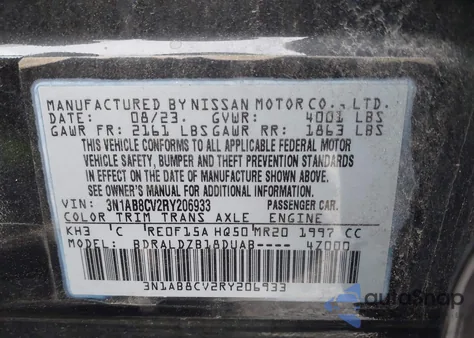 MANUFACTURED BY NISSAN MOTOR CO., LTD.
DATE: 08/23. GVWR: 4001 LBS
GAWR FR: 2161 LBS GAWR RR: 1863 LBS
THIS VEHICLE CONFORMS TO ALL APPLICABLE FEDERAL MOTOR
VEHICLE SAFETY, BUMPER AND THEFT PREVENTION STANDARDS
IN EFFECT ON THE DATE OF MANUFACTURE SHOWN ABOVE.
SEE OWNER'S MANUAL FOR ADDITIONAL INFORMATION.
VIN: 3N1AB8CV2RY206933 PASSENGER CAR.
COLOR TRIM TRANS AXLE ENGINE
KH3 'C RE0F15A HQ50 MR20 1997 CC
MODEL: BDRALDZB18DUAB---- 4Z000
3N1AB8CV2RY206933
autoSnap